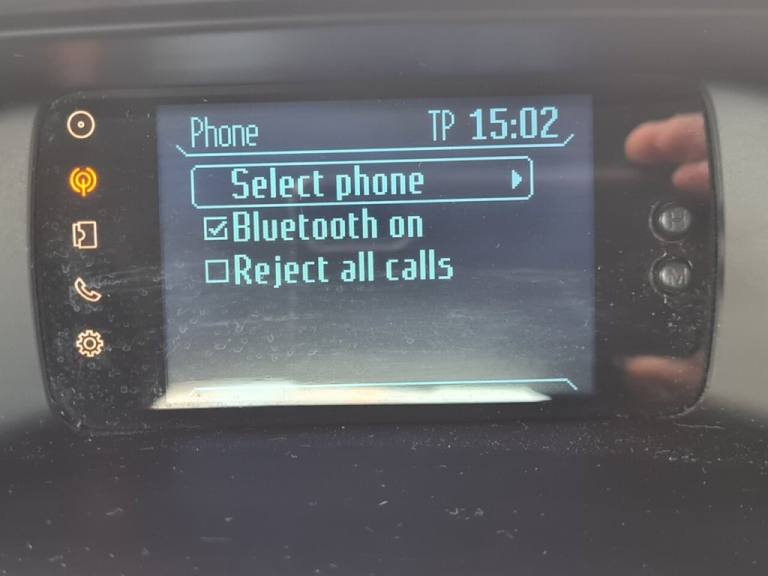 Phone TP 15:02
Select phone
Bluetooth on
Reject all calls
H
M